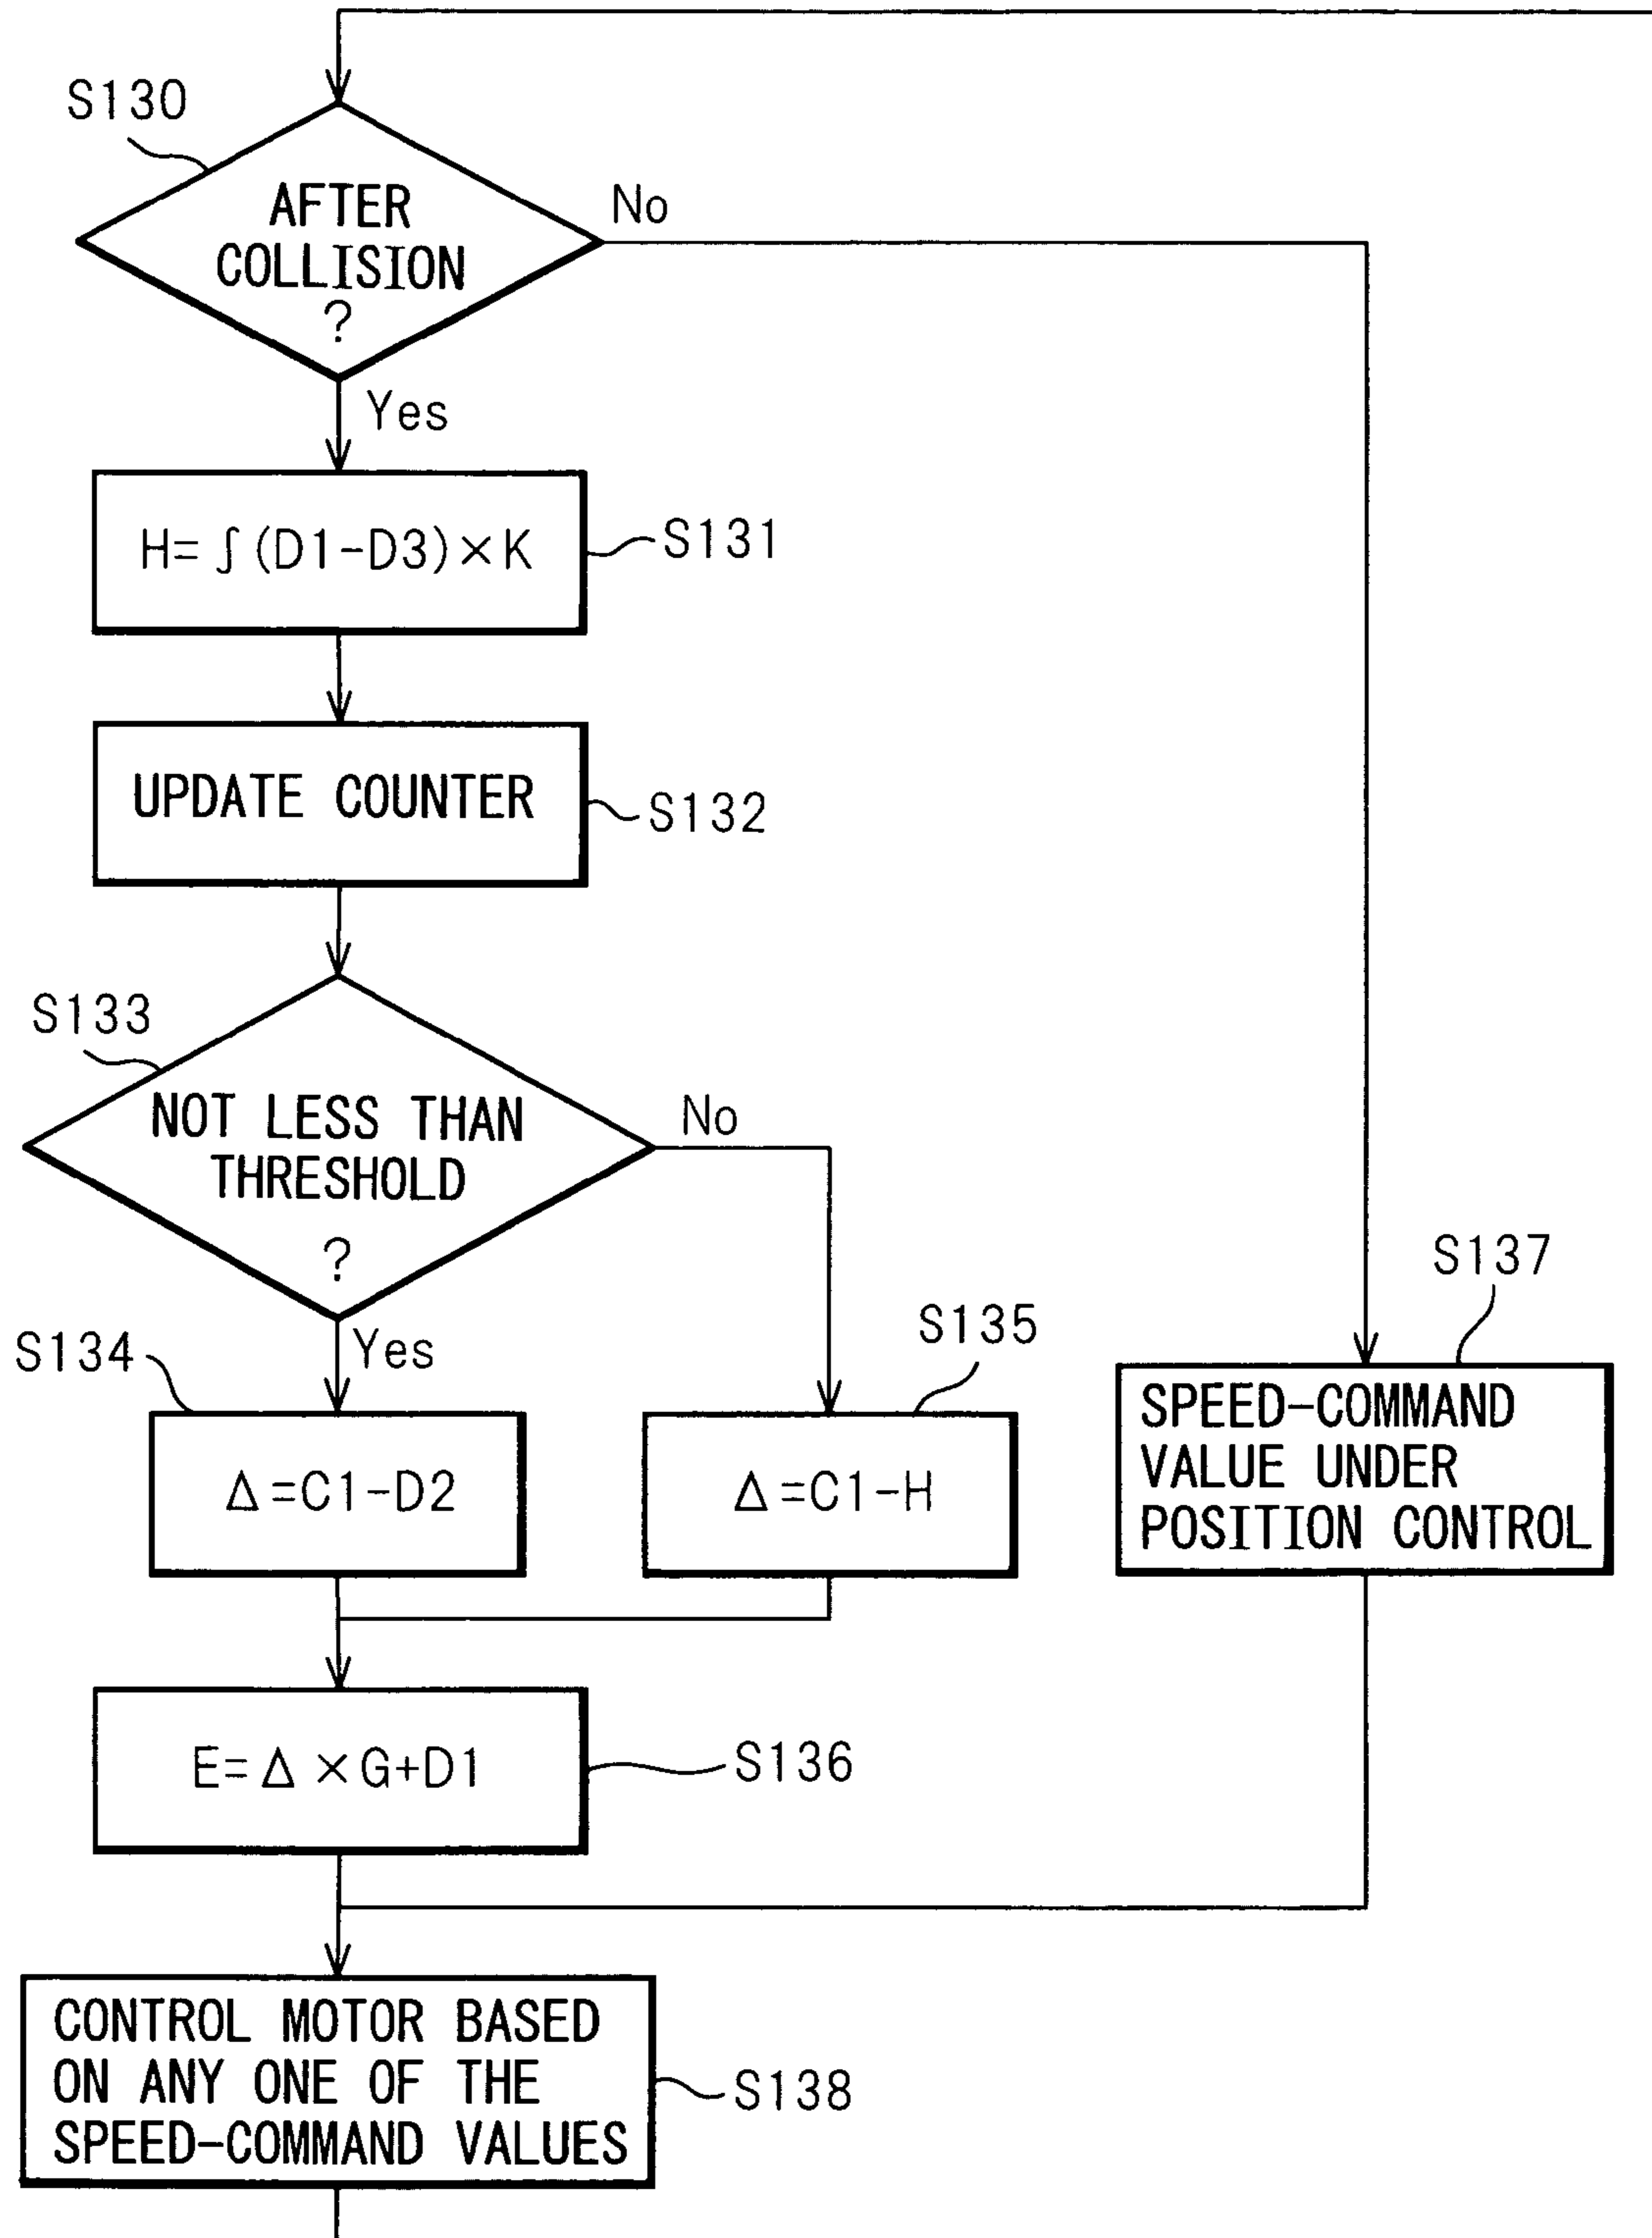 S130
AFTER
COLLISION
?
No
Yes
H=∫(D1-D3)×K
S131
UPDATE COUNTER
S132
S133
NOT LESS THAN
THRESHOLD
?
No
Yes
S134
Δ=C1-D2
S135
Δ=C1-H
S137
SPEED-COMMAND
VALUE UNDER
POSITION CONTROL
E=Δ×G+D1
S136
CONTROL MOTOR BASED
ON ANY ONE OF THE
SPEED-COMMAND VALUES
S138